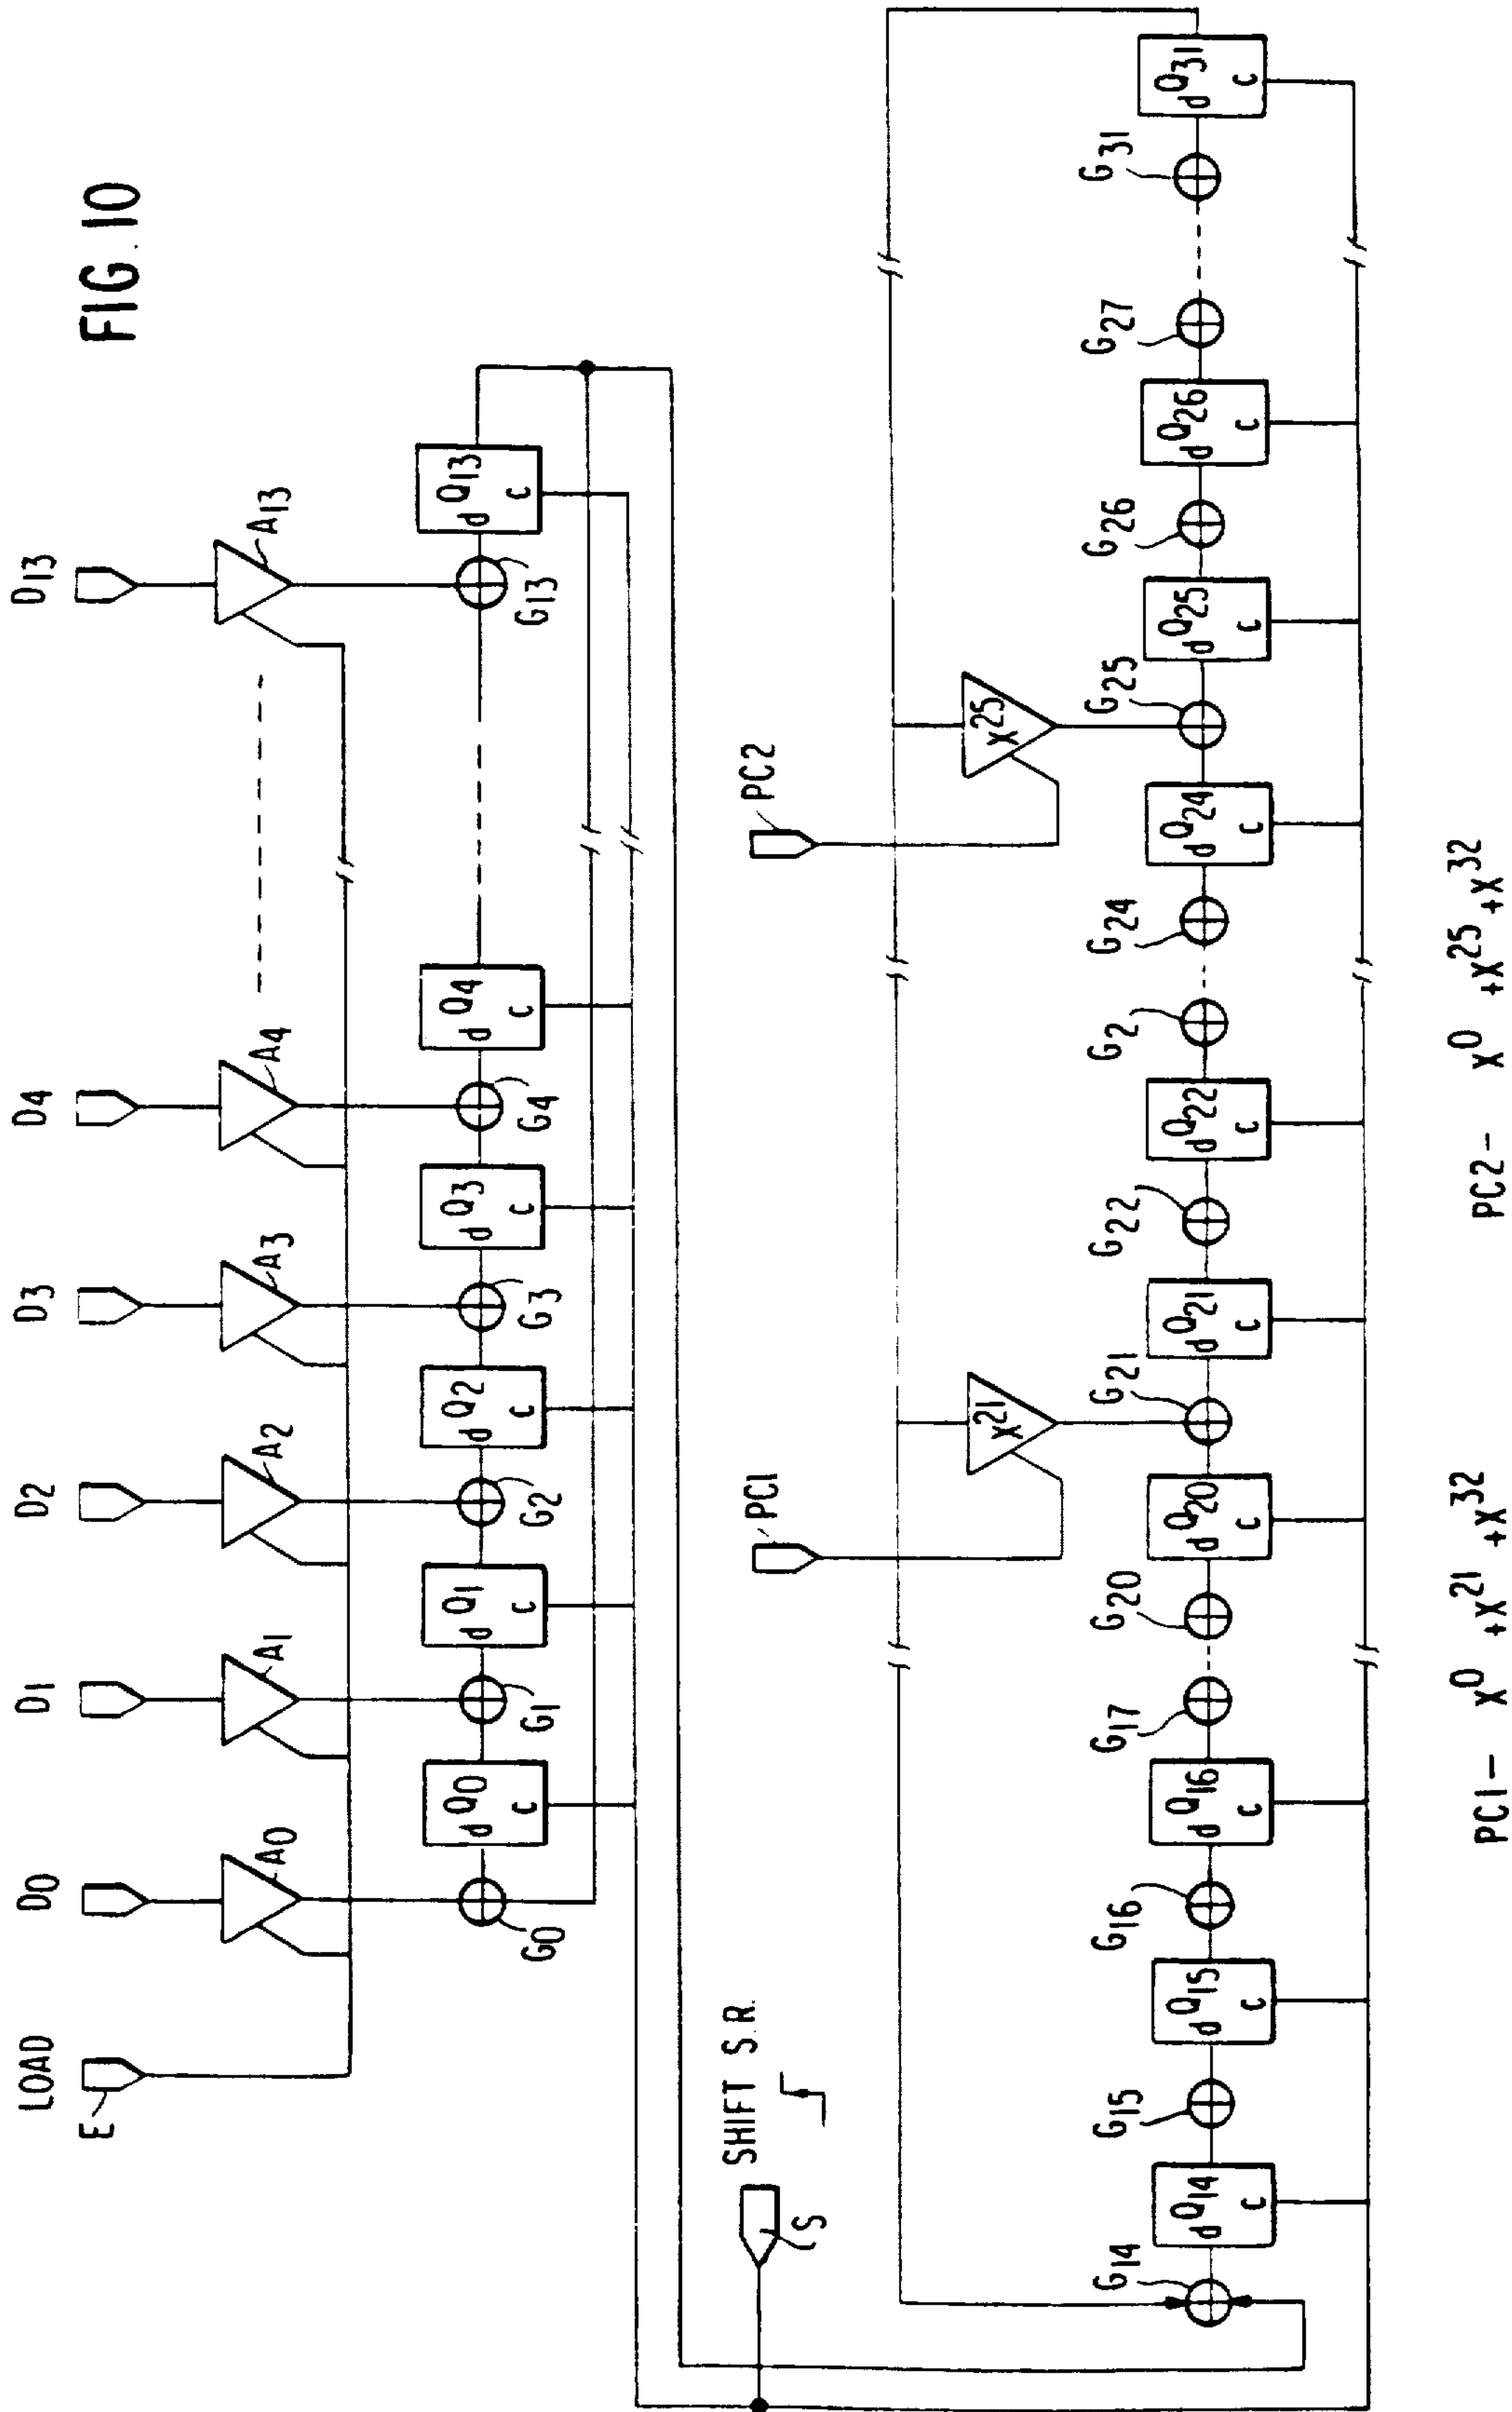 FIG. 10
LOAD D0 D1 D2 D3 D4 D13
E
A0 A1 A2 A3 A4 A13
d Q0 C d Q1 C d Q2 C d Q3 C d Q4 C d Q13 C
G0 G1 G2 G3 G4 G13
SHIFT S.R.
S
PC1 PC2
X21 X25
G14 G15 G16 G17 G20 G21 G22 G2 G24 G25 G26 G27 G31
d Q14 C d Q15 C d Q16 C d Q20 C d Q21 C d Q22 C d Q24 C d Q25 C d Q26 C d Q31 C
PC1- X0 +X21 +X32 PC2- X0 +X25 +X32